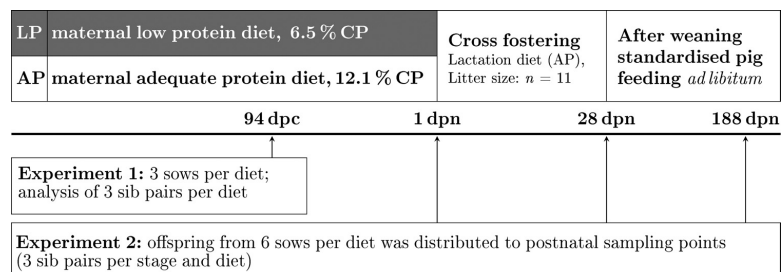 LP maternal low protein diet, 6.5 % CP
AP maternal adequate protein diet, 12.1 % CP
Cross fostering
Lactation diet (AP),
Litter size: n = 11
After weaning
standardised pig
feeding ad libitum
94 dpc 1 dpn 28 dpn 188 dpn
Experiment 1: 3 sows per diet;
analysis of 3 sib pairs per diet
Experiment 2: offspring from 6 sows per diet was distributed to postnatal sampling points
(3 sib pairs per stage and diet)